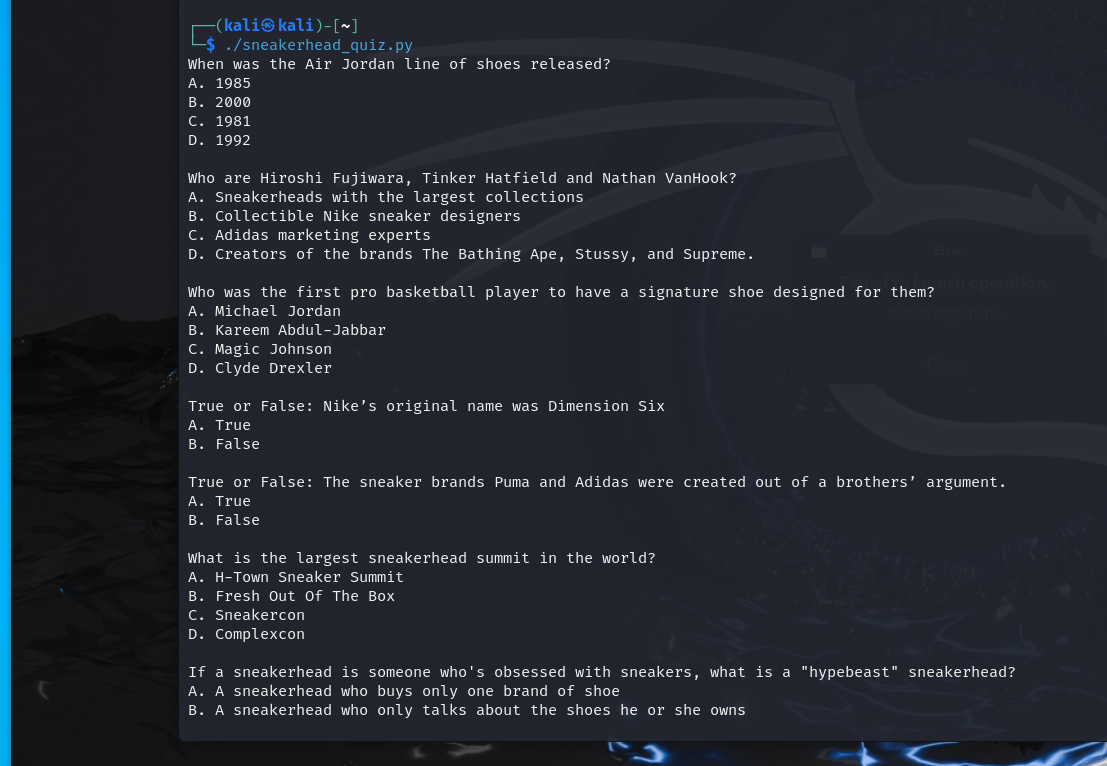 ┌──(kali㉿kali)-[~]
└─$ ./sneakerhead_quiz.py
When was the Air Jordan line of shoes released?
A. 1985
B. 2000
C. 1981
D. 1992
Who are Hiroshi Fujiwara, Tinker Hatfield and Nathan VanHook?
A. Sneakerheads with the largest collections
B. Collectible Nike sneaker designers
C. Adidas marketing experts
D. Creators of the brands The Bathing Ape, Stussy, and Supreme.
Who was the first pro basketball player to have a signature shoe designed for them?
A. Michael Jordan
B. Kareem Abdul-Jabbar
C. Magic Johnson
D. Clyde Drexler
True or False: Nike’s original name was Dimension Six
A. True
B. False
True or False: The sneaker brands Puma and Adidas were created out of a brothers’ argument.
A. True
B. False
What is the largest sneakerhead summit in the world?
A. H-Town Sneaker Summit
B. Fresh Out Of The Box
C. Sneakercon
D. Complexcon
If a sneakerhead is someone who's obsessed with sneakers, what is a "hypebeast" sneakerhead?
A. A sneakerhead who buys only one brand of shoe
B. A sneakerhead who only talks about the shoes he or she owns
Error
operation.
Invalid argument